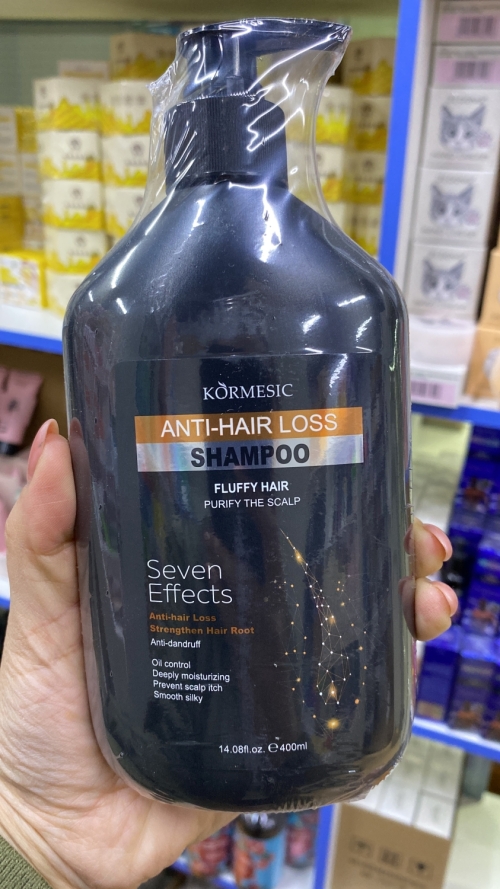 KÒRMESIC
ANTI-HAIR LOSS
SHAMPOO
FLUFFY HAIR
PURIFY THE SCALP
Seven
Effects
Anti-hair Loss
Strengthen Hair Root
Anti-dandruff
Oil control
Deeply moisturizing
Prevent scalp itch
Smooth silky
14.08fl.oz. ℮400ml